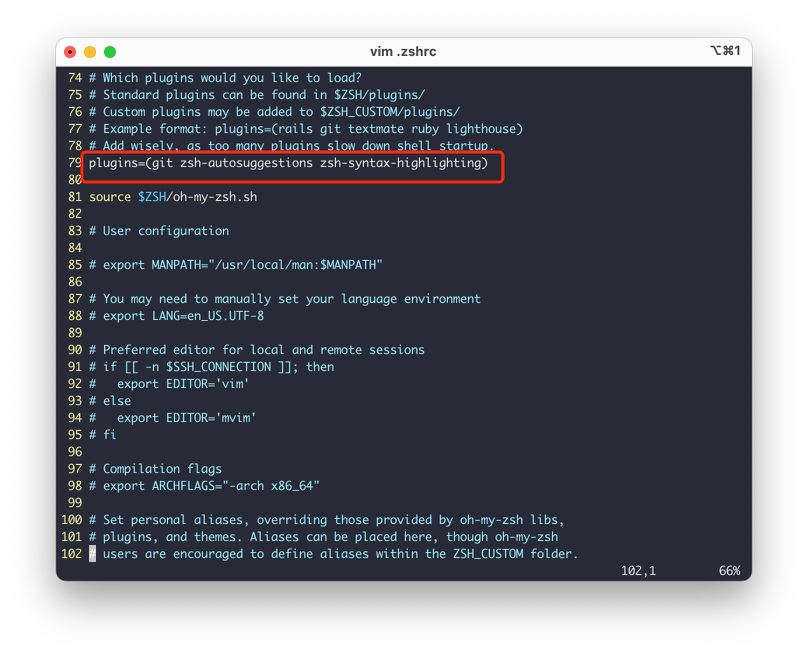 vim .zshrc
⌥⌘1
74 # Which plugins would you like to load?
75 # Standard plugins can be found in $ZSH/plugins/
76 # Custom plugins may be added to $ZSH_CUSTOM/plugins/
77 # Example format: plugins=(rails git textmate ruby lighthouse)
78 # Add wisely, as too many plugins slow down shell startup.
79 plugins=(git zsh-autosuggestions zsh-syntax-highlighting)
80
81 source $ZSH/oh-my-zsh.sh
82
83 # User configuration
84
85 # export MANPATH="/usr/local/man:$MANPATH"
86
87 # You may need to manually set your language environment
88 # export LANG=en_US.UTF-8
89
90 # Preferred editor for local and remote sessions
91 # if [[ -n $SSH_CONNECTION ]]; then
92 #   export EDITOR='vim'
93 # else
94 #   export EDITOR='mvim'
95 # fi
96
97 # Compilation flags
98 # export ARCHFLAGS="-arch x86_64"
99
100 # Set personal aliases, overriding those provided by oh-my-zsh libs,
101 # plugins, and themes. Aliases can be placed here, though oh-my-zsh
102 # users are encouraged to define aliases within the ZSH_CUSTOM folder.
102,1 66%